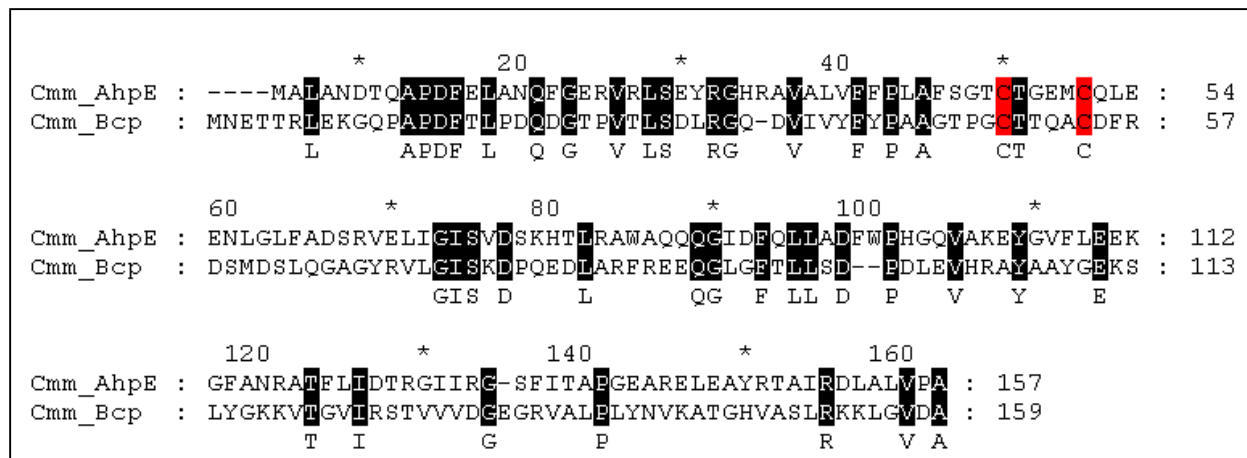 * 20 * 40 *
Cmm_AhpE : ----MALANDTQAPDFELANQFGERVRLSEYRGHRAVALVFFPLAFSGTCTGEMCQLE : 54
Cmm_Bcp : MNETTRLEKGQPAPDFTLPDQDGTPVTLSDLRGQ-DVIVYFYPAAGTPGCTTQACDFR : 57
L APDF L Q G V LS RG V F P A CT C
60 * 80 * 100 *
Cmm_AhpE : ENLGLFADSRVELIGISVDSKHTLRAWAQQQGIDFQLLADFWPHGQVAKEYGVFLEEK : 112
Cmm_Bcp : DSMDSLQGAGYRVLGISKDPQEDLARFREEQGLGFTLLSD--PDLEVHRAYAAYGEKS : 113
GIS D L QG F LL D P V Y E
120 * 140 * 160
Cmm_AhpE : GFANRATFLIDTRGIIRG-SFITAPGEARELEAYRTAIRDLALVPA : 157
Cmm_Bcp : LYGKKVTGVIRSTVVVDGEGRVALPLYNVKATGHVASLRKKLGVDA : 159
T I G P R V A